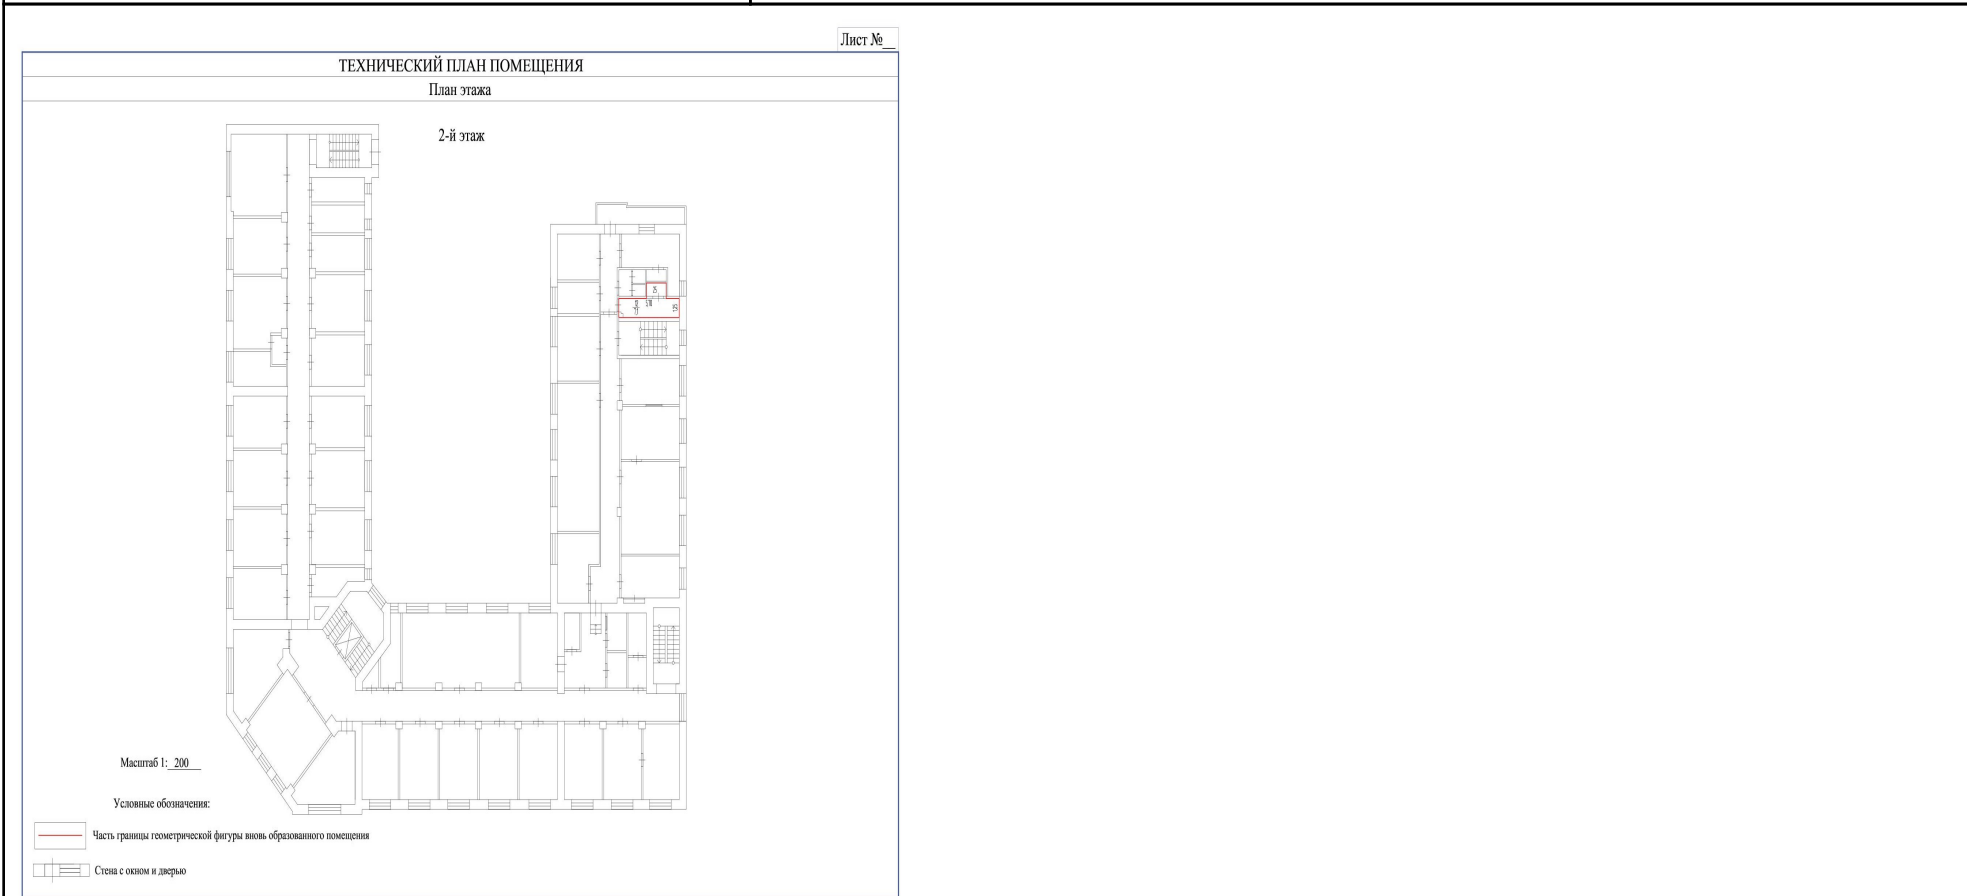 Лист №__
ТЕХНИЧЕСКИЙ ПЛАН ПОМЕЩЕНИЯ
План этажа
2-й этаж
Масштаб 1: 200
Условные обозначения:
Часть границы геометрической фигуры вновь образованного помещения
Стена с окном и дверью